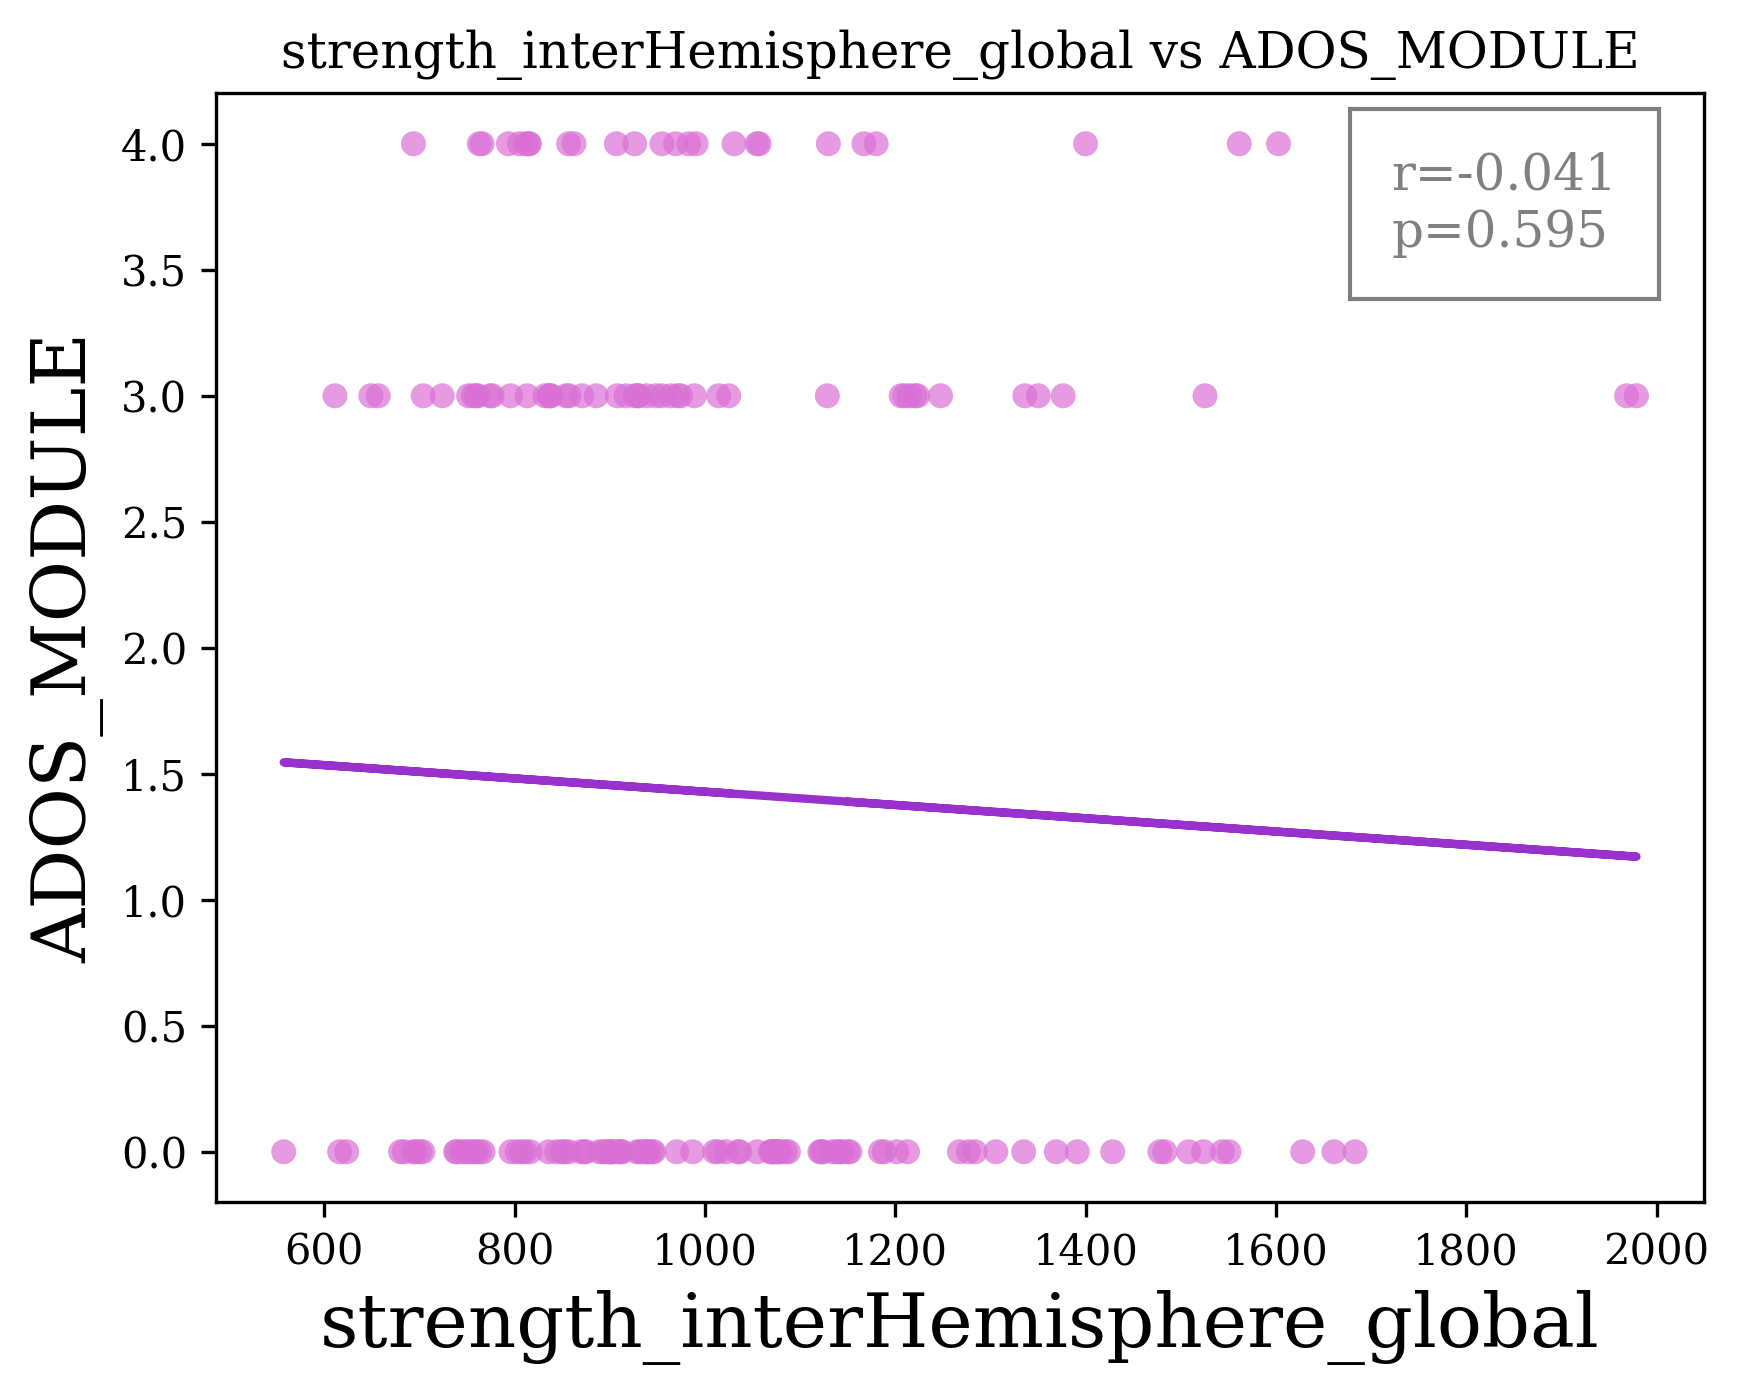 strength_interHemisphere_global vs ADOS_MODULE
r=-0.041
p=0.595
ADOS_MODULE
4.0
3.5
3.0
2.5
2.0
1.5
1.0
0.5
0.0
600 800 1000 1200 1400 1600 1800 2000
strength_interHemisphere_global